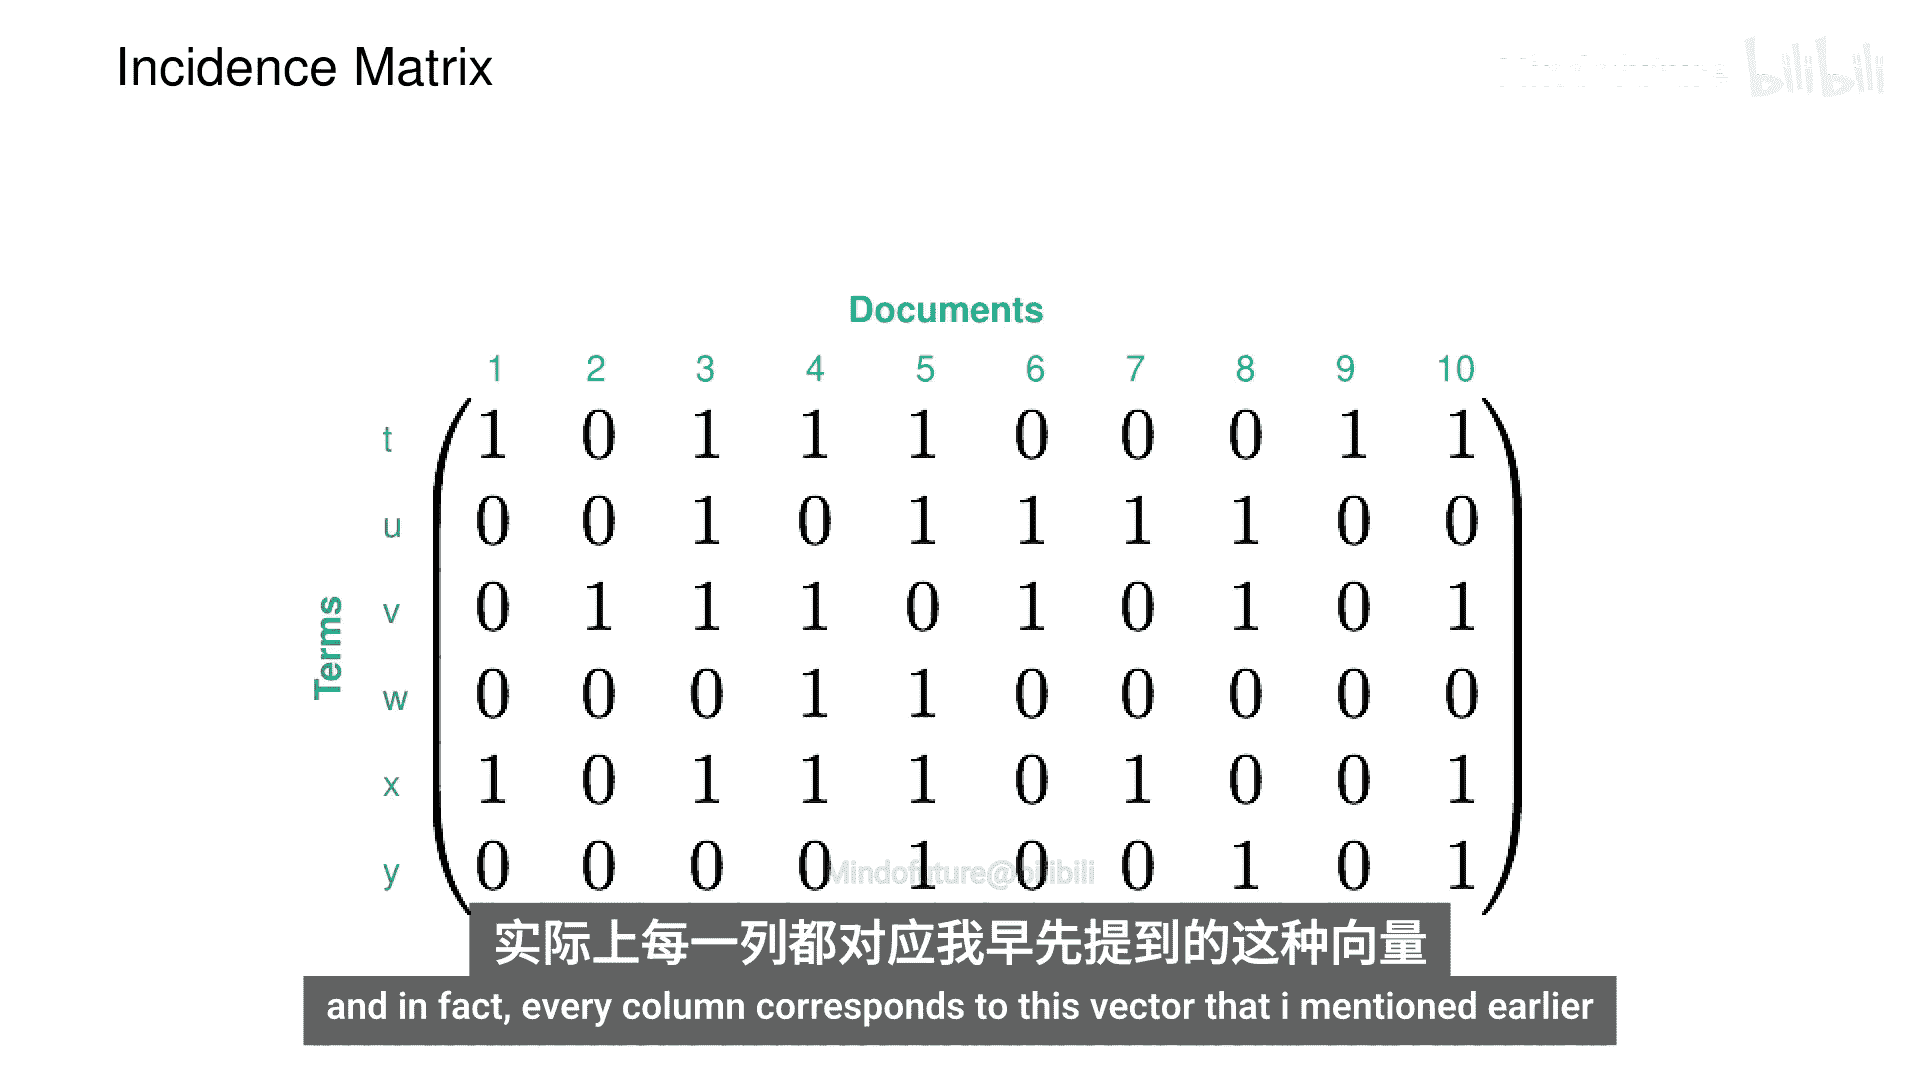 Incidence Matrix
bilibili
Documents
1 2 3 4 5 6 7 8 9 10
t 1 0 1 1 1 0 0 0 1 1
u 0 0 1 0 1 1 1 1 0 0
Terms
v 0 1 1 1 0 1 0 1 0 1
w 0 0 0 1 1 0 0 0 0 0
x 1 0 1 1 1 0 1 0 0 1
y 0 0 0 0 1 0 0 1 0 1
Mindofuture@bilibili
实际上每一列都对应我早先提到的这种向量
and in fact, every column corresponds to this vector that i mentioned earlier